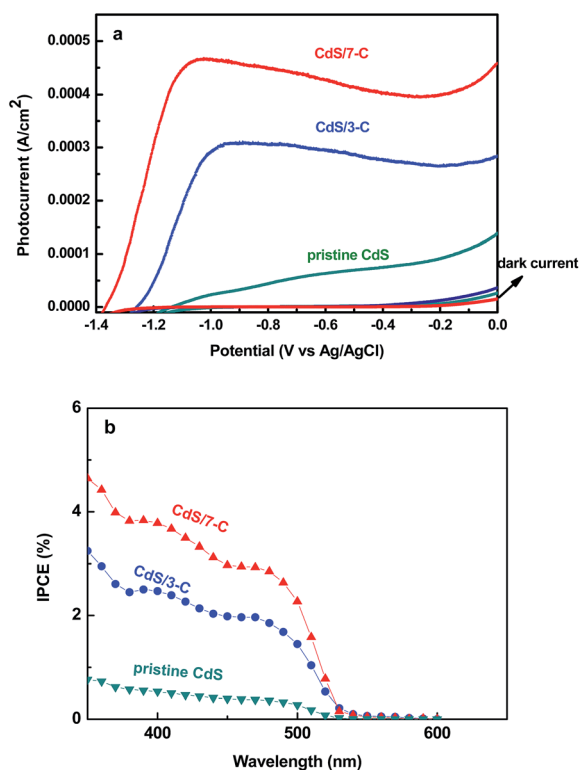 a
CdS/7-C
CdS/3-C
pristine CdS
dark current
Photocurrent (A/cm²)
0.0005
0.0004
0.0003
0.0002
0.0001
0.0000
-1.4 -1.2 -1.0 -0.8 -0.6 -0.4 -0.2 0.0
Potential (V vs Ag/AgCl)
b
CdS/7-C
CdS/3-C
pristine CdS
IPCE (%)
6
4
2
0
400 500 600
Wavelength (nm)